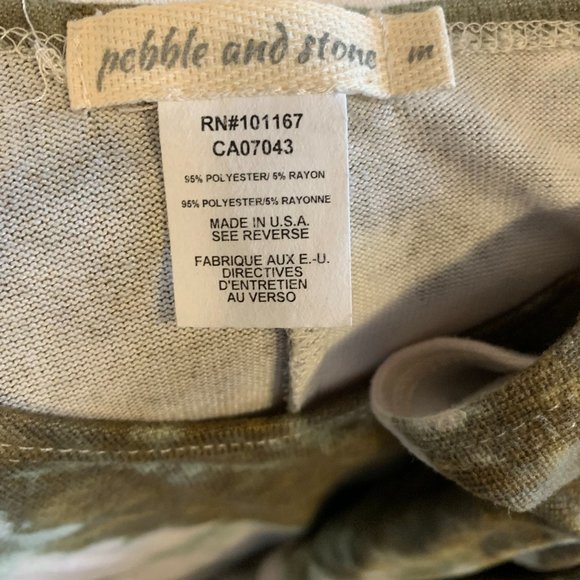 pebble and stone m
RN#101167
CA07043
95% POLYESTER/ 5% RAYON
95% POLYESTER/5% RAYONNE
MADE IN U.S.A.
SEE REVERSE
FABRIQUE AUX E.-U.
DIRECTIVES
D'ENTRETIEN
AU VERSO